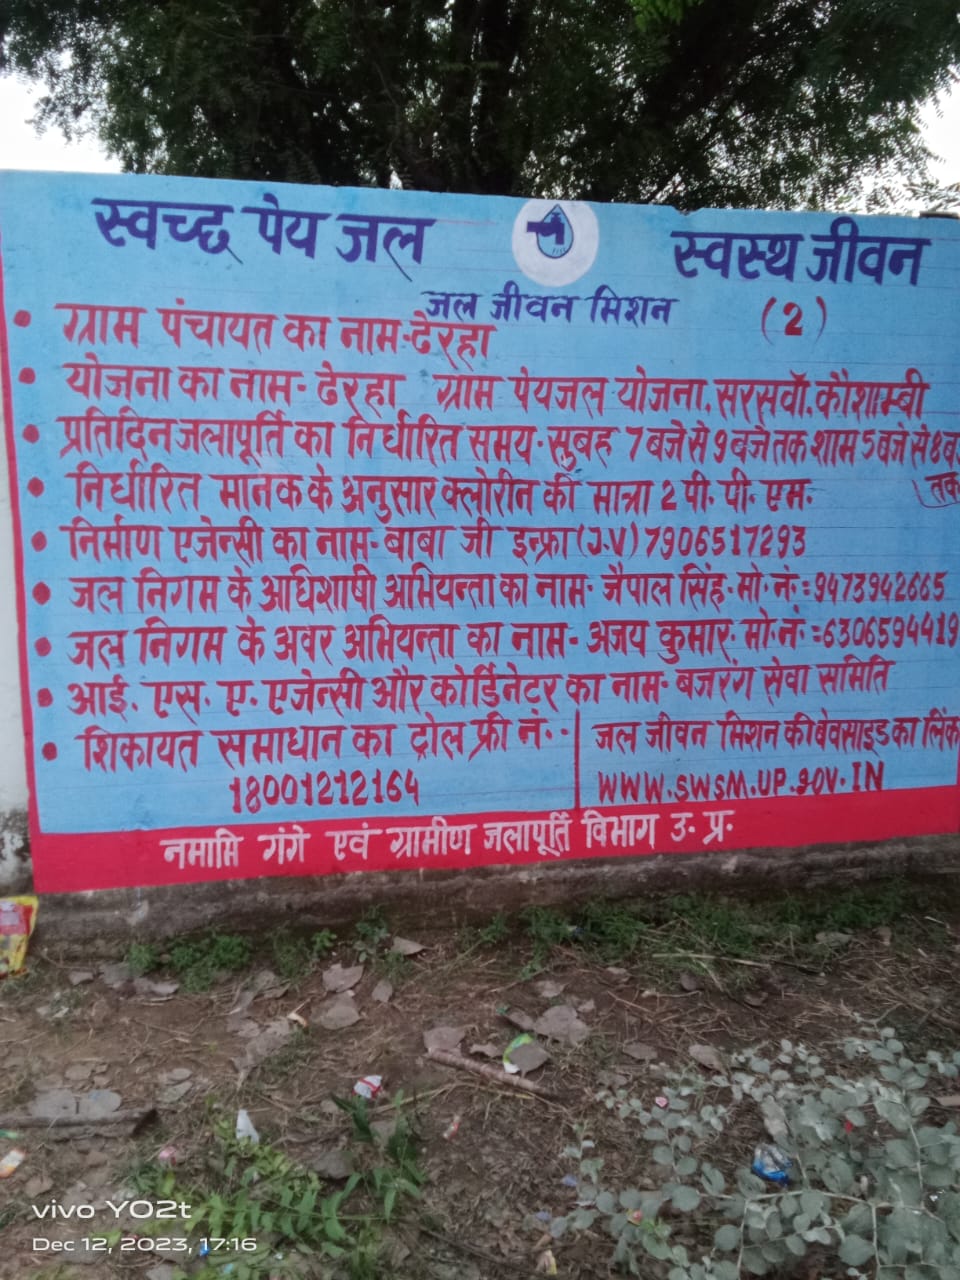 स्वच्छ पेय जल स्वस्थ जीवन
जल जीवन मिशन (2)
• ग्राम पंचायत का नाम-ढेरहा
• योजना का नाम- ढेरहा ग्राम पेयजल योजना, सरसवाँ, कौशाम्बी
• प्रतिदिन जलापूर्ति का निर्धारित समय- सुबह 7 बजे से 9 बजे तक शाम 5 बजे से 8 ब
तक
• निर्धारित मानक के अनुसार क्लोरीन की मात्रा 2 पी. पी. एम.
• निर्माण एजेन्सी का नाम- बाबा जी इन्फ्रा (J.V) 7906517293
• जल निगम के अधिशाषी अभियन्ता का नाम- जैपाल सिंह- मो. नं.:9473942665
• जल निगम के अवर अभियन्ता का नाम- अजय कुमार- मो. नं.:-6306594419
• आई. एस. ए. एजेन्सी और कोर्डिनेटर का नाम- बजरंग सेवा समिति
• शिकायत समाधान का ट्रोल फ्री नं. -
18001212164
जल जीवन मिशन की बेवसाइड का लिंक
WWW.SWSM.UP.gov.IN
नमामि गंगे एवं ग्रामीण जलापूर्ति विभाग उ. प्र.
vivo Y02t
Dec 12, 2023, 17:16